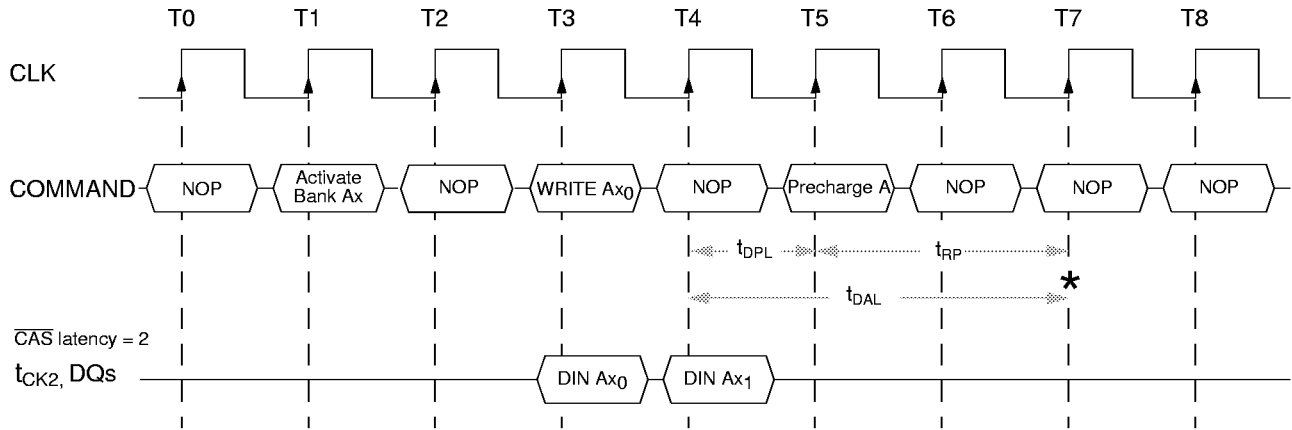 T0 T1 T2 T3 T4 T5 T6 T7 T8
CLK
COMMAND NOP Activate Bank Ax NOP WRITE Ax0 NOP Precharge A NOP NOP NOP
tDPL tRP
*
tDAL
CAS latency = 2
tCK2, DQs DIN Ax0 DIN Ax1